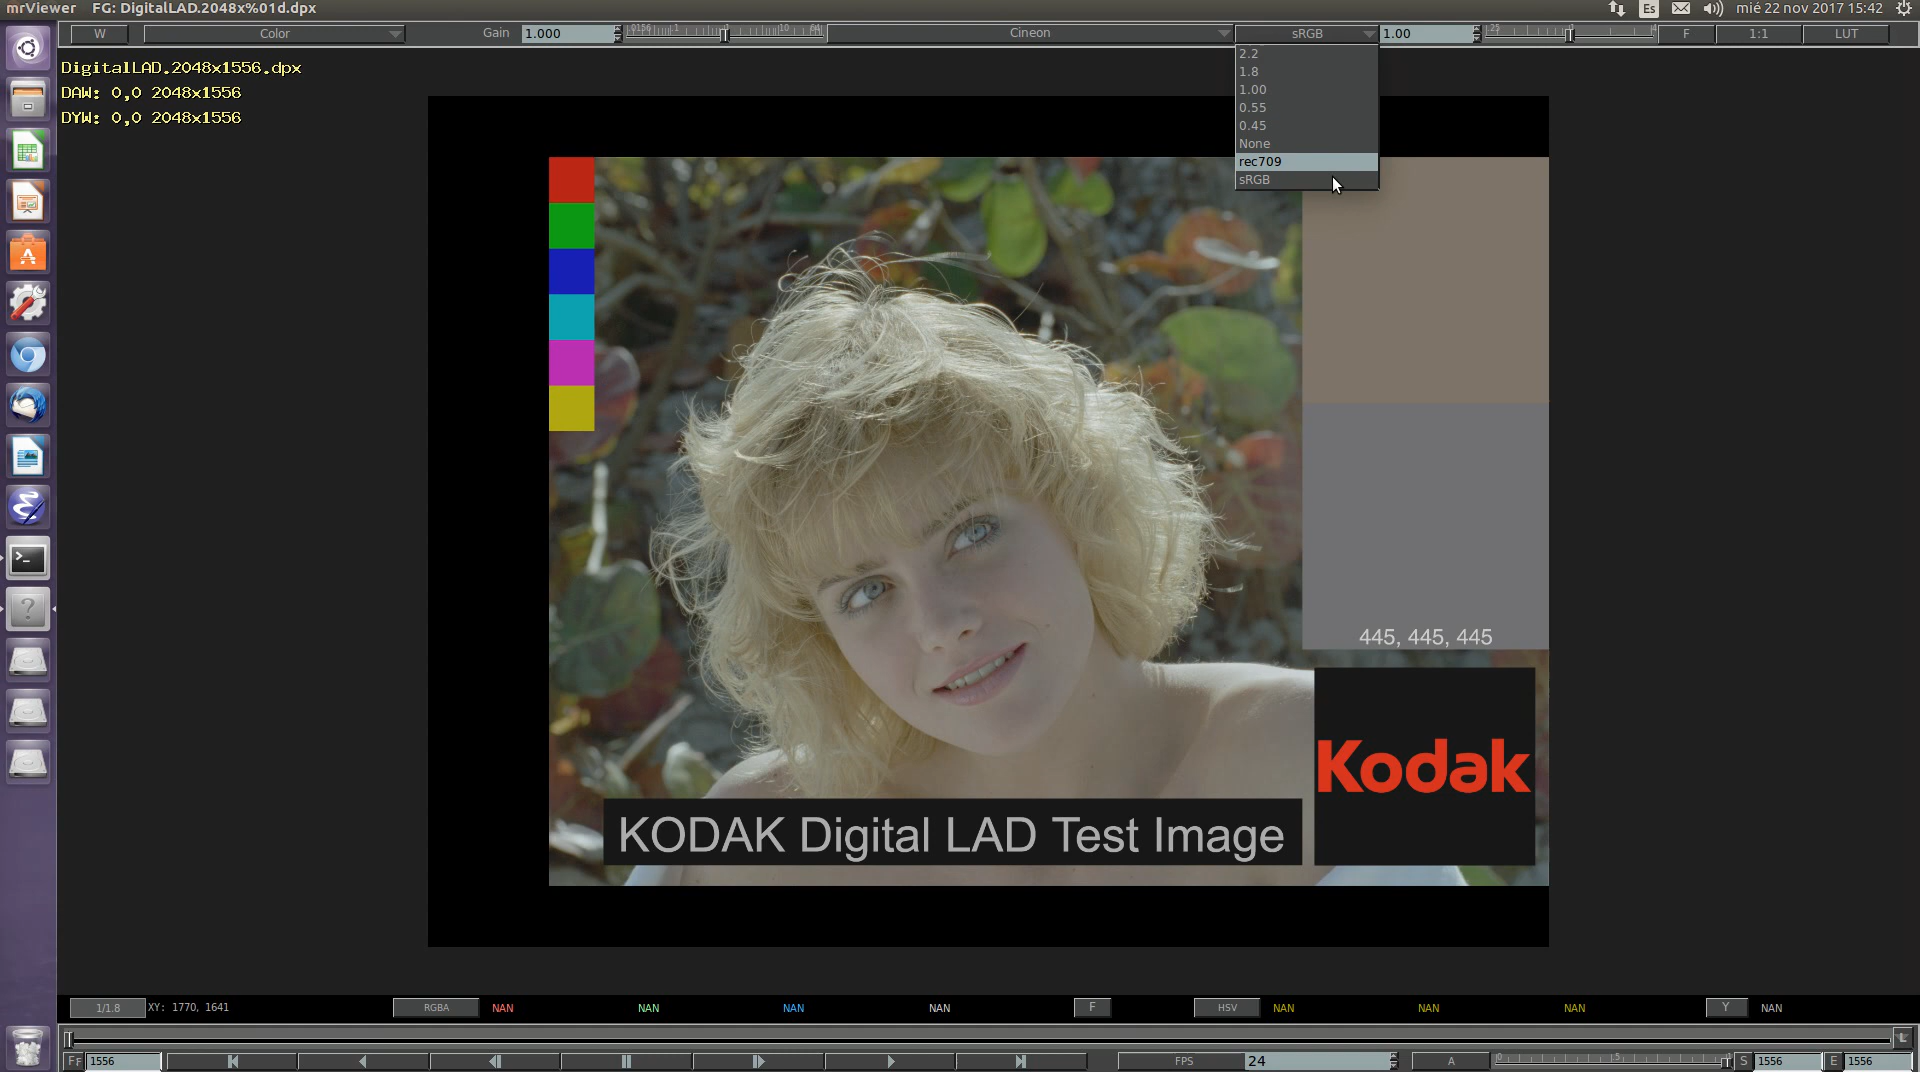 mrViewer FG: DigitalLAD.2048x%01d.dpx
Es mié 22 nov 2017 15:42
W Color Gain 1.000 Cineon sRGB 1.00 F 1:1 LUT
2.2
1.8
1.00
0.55
0.45
None
rec709
sRGB
DigitalLAD.2048x1556.dpx
DAW: 0,0 2048x1556
DYW: 0,0 2048x1556
445, 445, 445
Kodak
KODAK Digital LAD Test Image
1/1.8 XY: 1770, 1641 RGBA NAN NAN NAN NAN F HSV NAN NAN NAN Y NAN
L
FF 1556 FPS 24 A S 1556 E 1556